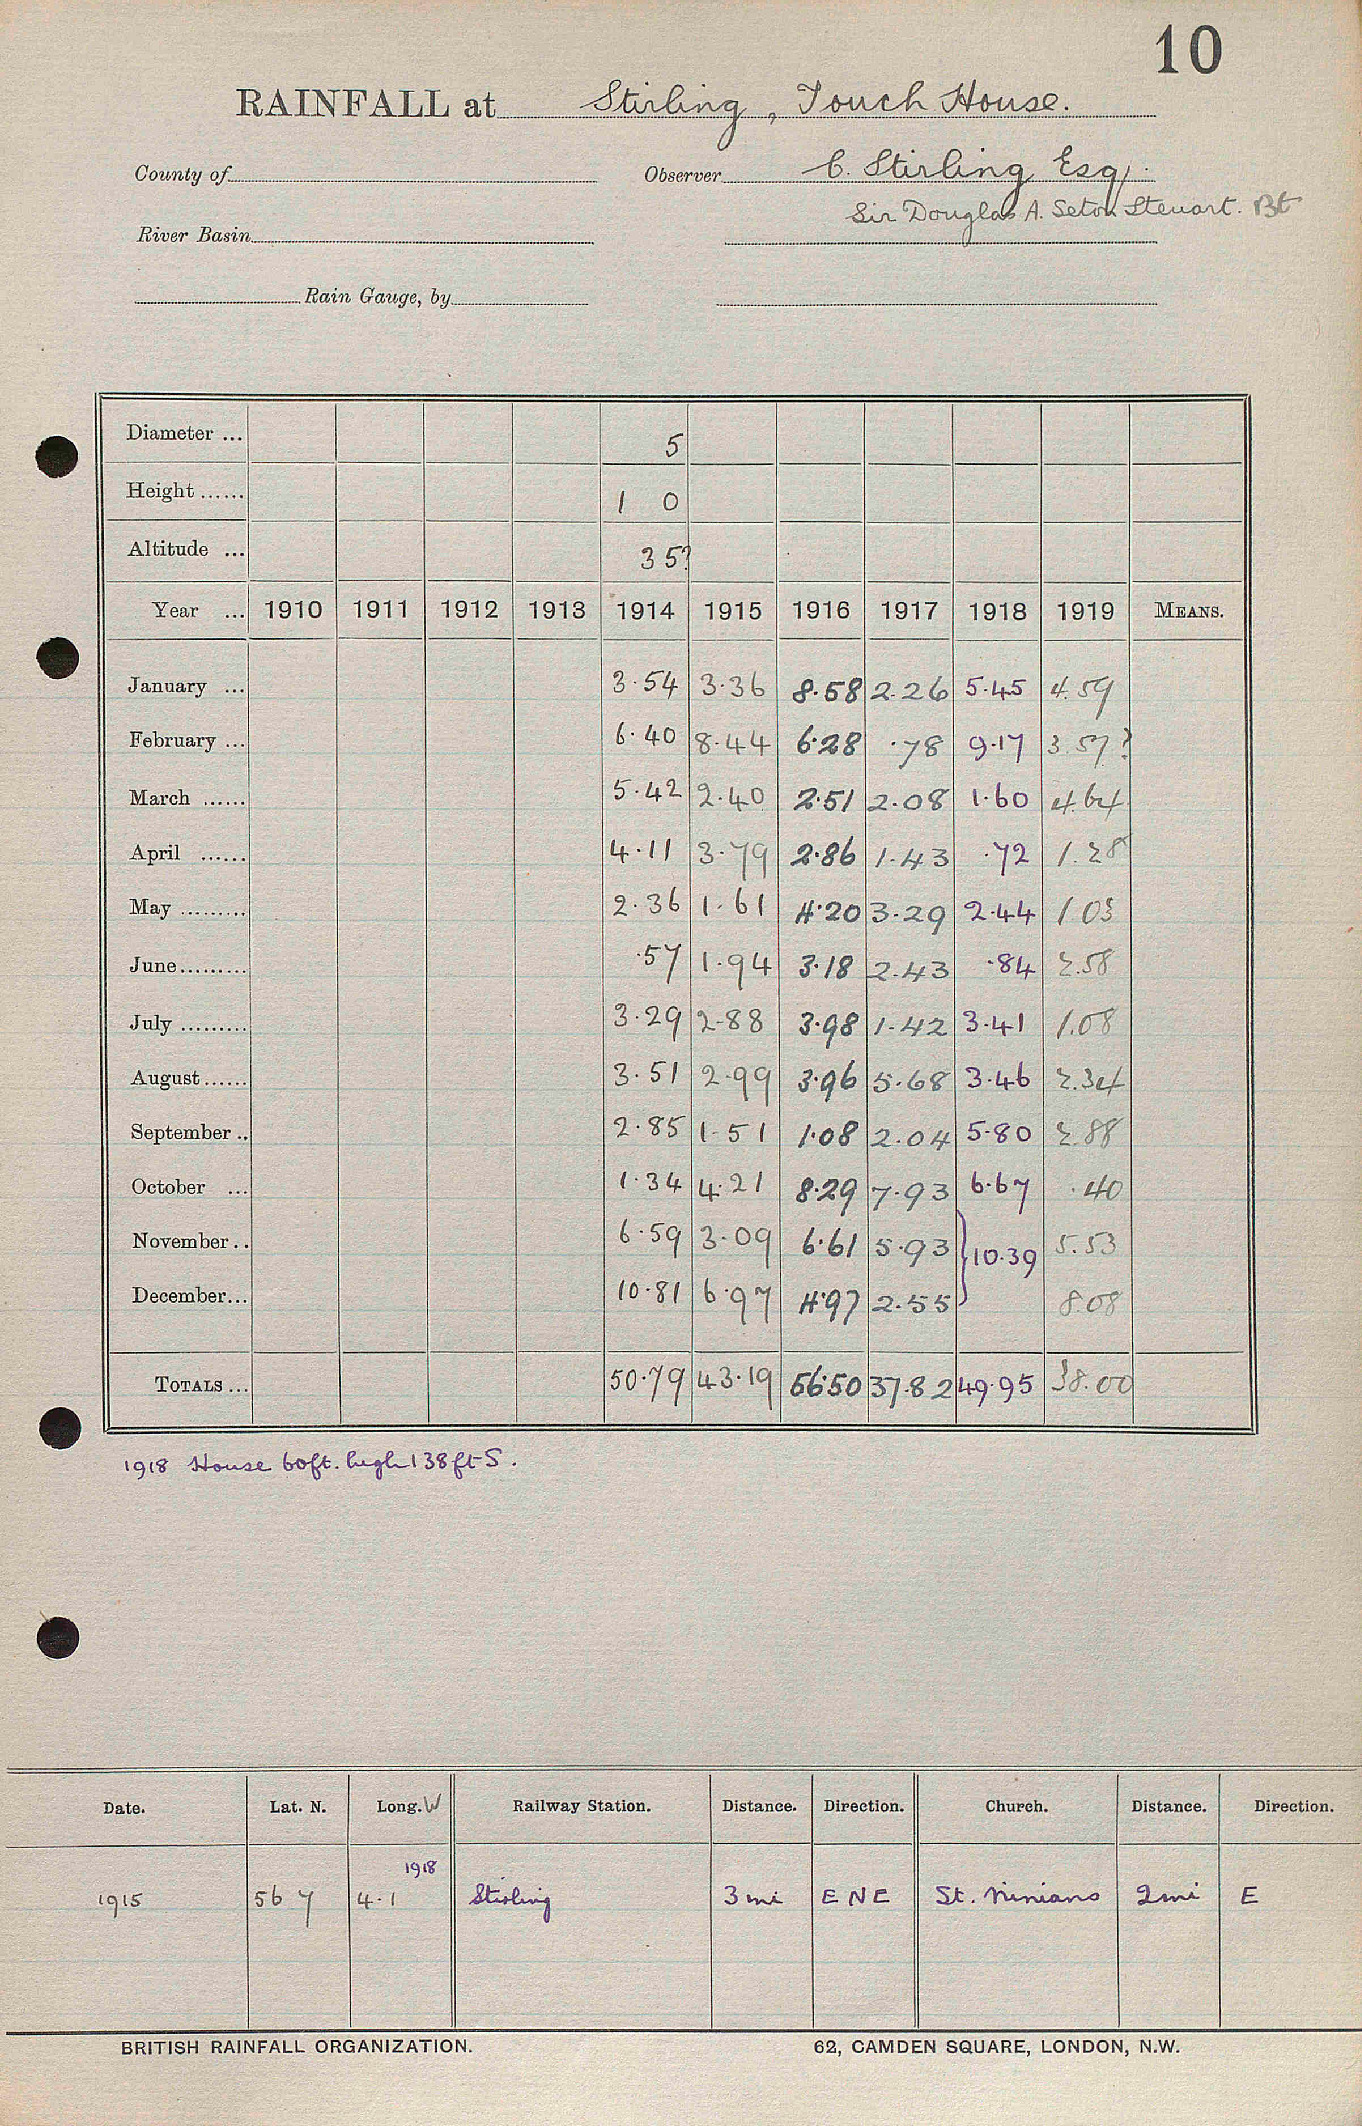 10
RAINFALL at Stirling, Touch House.
County of Observer C. Stirling Esq.
Sir Douglas A. Seton Steuart. Bt
River Basin
Rain Gauge, by
Diameter ... 5
Height ...... 1 0
Altitude ... 35?
Year ... 1910 1911 1912 1913 1914 1915 1916 1917 1918 1919 MEANS.
January ... 3.54 3.36 8.58 2.26 5.45 4.59
February ... 6.40 8.44 6.28 .78 9.17 3.57?
March ...... 5.42 2.40 2.51 2.08 1.60 4.64
April ...... 4.11 3.79 2.86 1.43 .72 1.28
May ......... 2.36 1.61 4.20 3.29 2.44 1 03
June......... .57 1.94 3.18 2.43 .84 2.58
July ......... 3.29 2.88 3.98 1.42 3.41 1.08
August...... 3.51 2.99 3.96 5.68 3.46 2.34
September .. 2.85 1.51 1.08 2.04 5.80 2.88
October ... 1.34 4.21 8.29 7.93 6.67 .40
November .. 6.59 3.09 6.61 5.93 } 10.39 5.53
December... 10.81 6.97 4.97 2.55 8.08
TOTALS ... 50.79 43.19 56.50 37.82 49.95 38.00
1918 House 60ft. high 138ft S.
Date. Lat. N. Long. W Railway Station. Distance. Direction. Church. Distance. Direction.
1918
1915 56 7 4.1 Stirling 3 mi E N E St. Ninians 2 mi E
BRITISH RAINFALL ORGANIZATION. 62, CAMDEN SQUARE, LONDON, N.W.